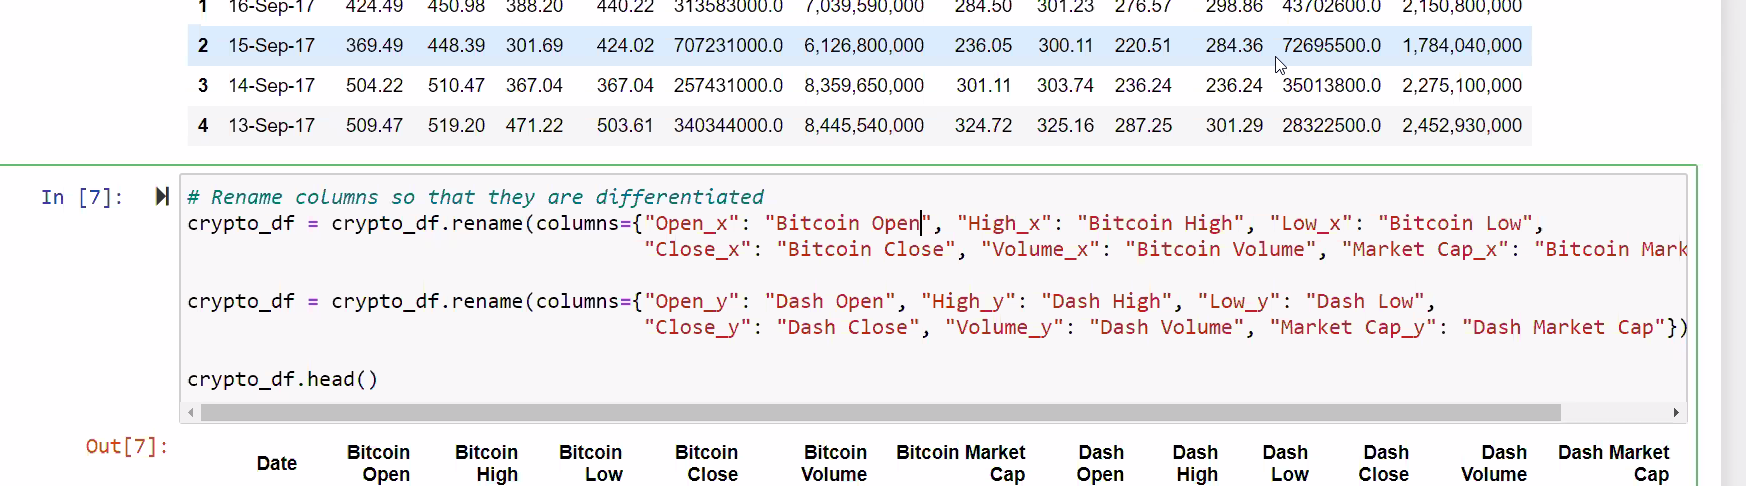 1 16-Sep-17 424.49 450.98 388.20 440.22 313583000.0 7,039,590,000 284.50 301.23 276.57 298.86 43702600.0 2,150,800,000
2 15-Sep-17 369.49 448.39 301.69 424.02 707231000.0 6,126,800,000 236.05 300.11 220.51 284.36 72695500.0 1,784,040,000
3 14-Sep-17 504.22 510.47 367.04 367.04 257431000.0 8,359,650,000 301.11 303.74 236.24 236.24 35013800.0 2,275,100,000
4 13-Sep-17 509.47 519.20 471.22 503.61 340344000.0 8,445,540,000 324.72 325.16 287.25 301.29 28322500.0 2,452,930,000
In [7]: # Rename columns so that they are differentiated
crypto_df = crypto_df.rename(columns={"Open_x": "Bitcoin Open", "High_x": "Bitcoin High", "Low_x": "Bitcoin Low",
"Close_x": "Bitcoin Close", "Volume_x": "Bitcoin Volume", "Market Cap_x": "Bitcoin Mark
crypto_df = crypto_df.rename(columns={"Open_y": "Dash Open", "High_y": "Dash High", "Low_y": "Dash Low",
"Close_y": "Dash Close", "Volume_y": "Dash Volume", "Market Cap_y": "Dash Market Cap"})
crypto_df.head()
Out[7]:
Date Bitcoin Open Bitcoin High Bitcoin Low Bitcoin Close Bitcoin Volume Bitcoin Market Cap Dash Open Dash High Dash Low Dash Close Dash Volume Dash Market Cap